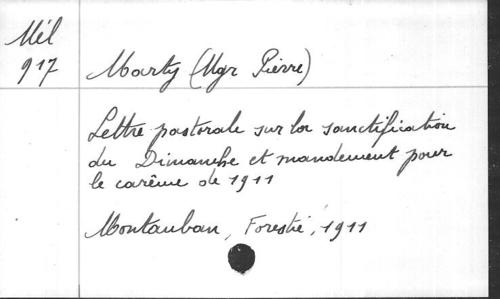 Mél
917
Marty (Mgr Pierre)
Lettre pastorale sur la sanctification
du Dimanche et mandement pour
le carême de 1911
Montauban, Forestié, 1911